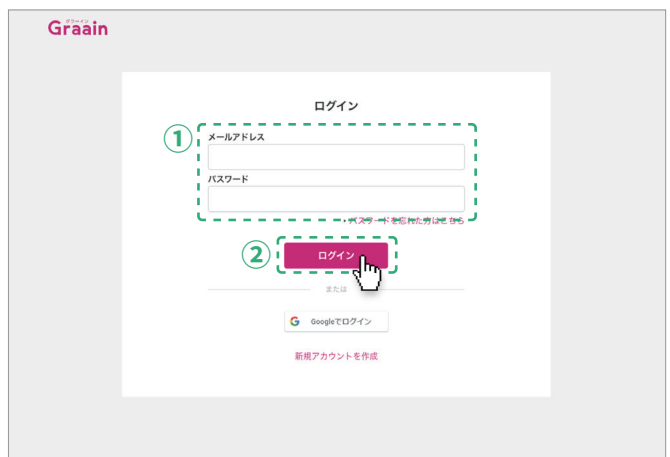 グラーイン
Graain
ログイン
①
メールアドレス
パスワード
・パスワードを忘れた方はこちら
②
ログイン
または
G Googleでログイン
新規アカウントを作成